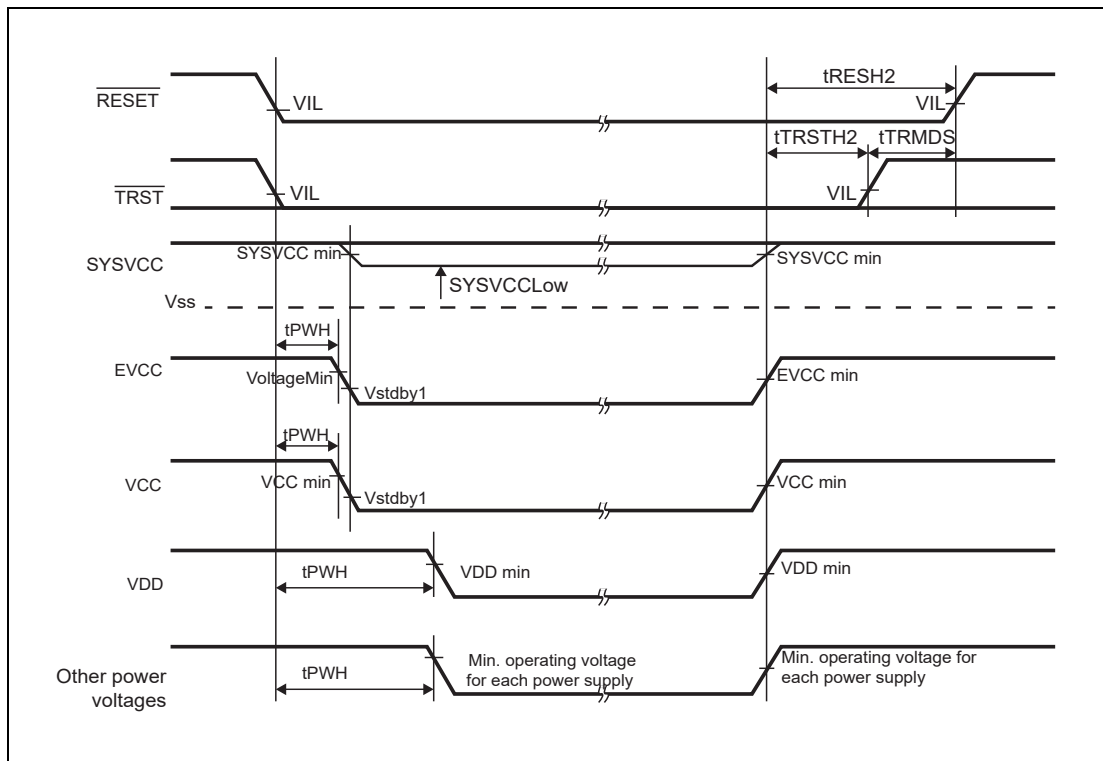 tRESH2
RESET
VIL
VIL
tTRSTH2
tTRMDS
TRST
VIL
VIL
SYSVCC
SYSVCC min
SYSVCC min
SYSVCCLow
Vss
tPWH
EVCC
VoltageMin
Vstdby1
EVCC min
tPWH
VCC
VCC min
Vstdby1
VCC min
VDD
tPWH
VDD min
VDD min
Other power
voltages
tPWH
Min. operating voltage
for each power supply
Min. operating voltage for
each power supply